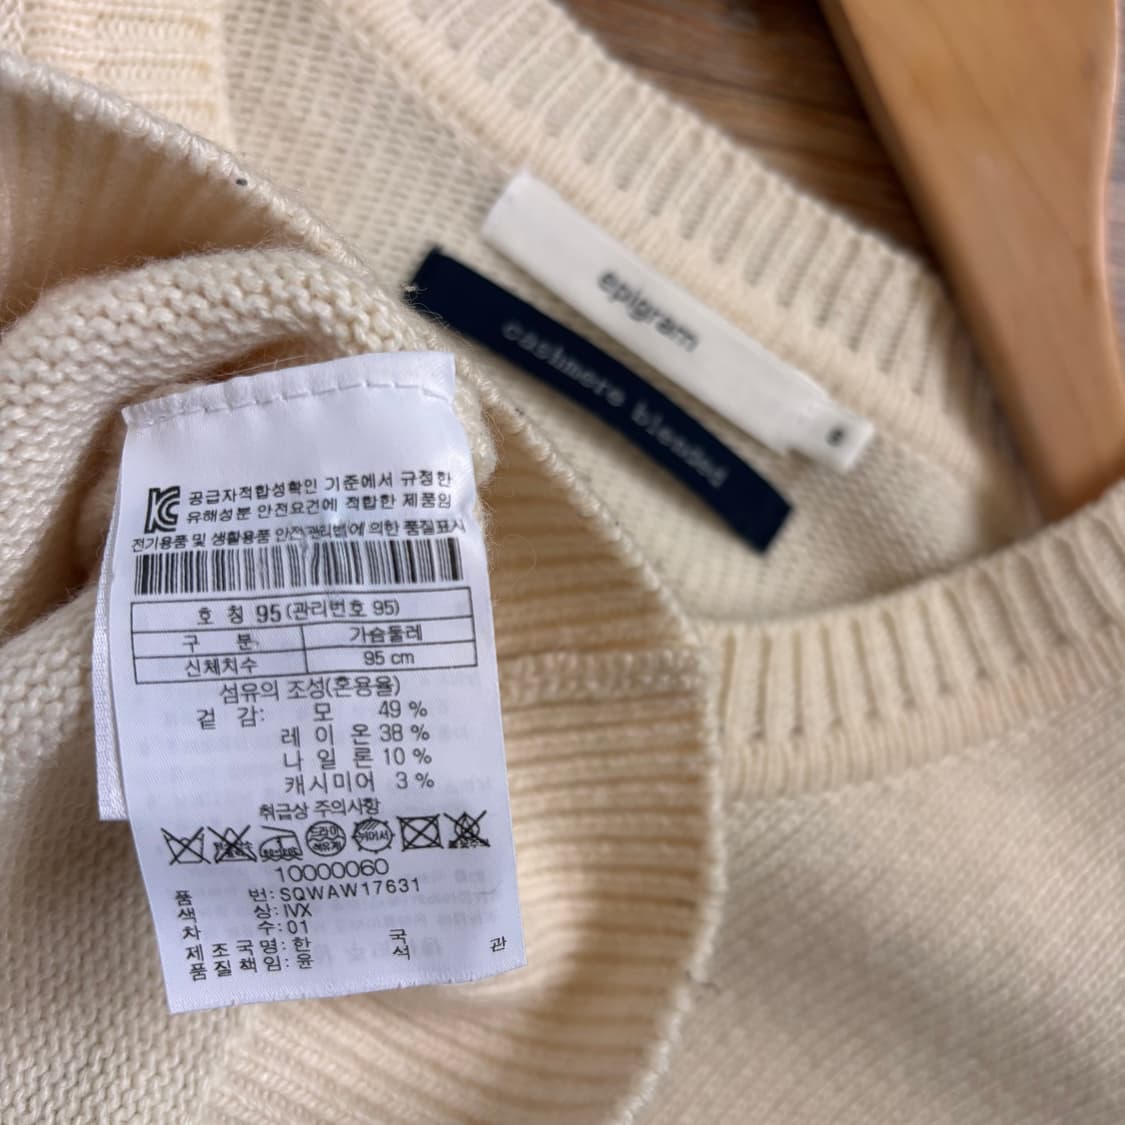 epigram
cashmere blended
공급자적합성확인 기준에서 규정한
유해성분 안전요건에 적합한 제품임
전기용품 및 생활용품 안전관리법에 의한 품질표시
호 칭 95 (관리번호 95)
구 분 가슴둘레
신체치수 95 cm
섬유의 조성(혼용율)
겉 감: 모 49 %
레 이 온 38 %
나 일 론 10 %
캐시미어 3 %
취급상 주의사항
드라이
석유계
10000060
품 번: SQWAW17631
색 상: IVX
차 수: 01
제 조 국 명: 한 국
품 질 책 임: 윤 석 관